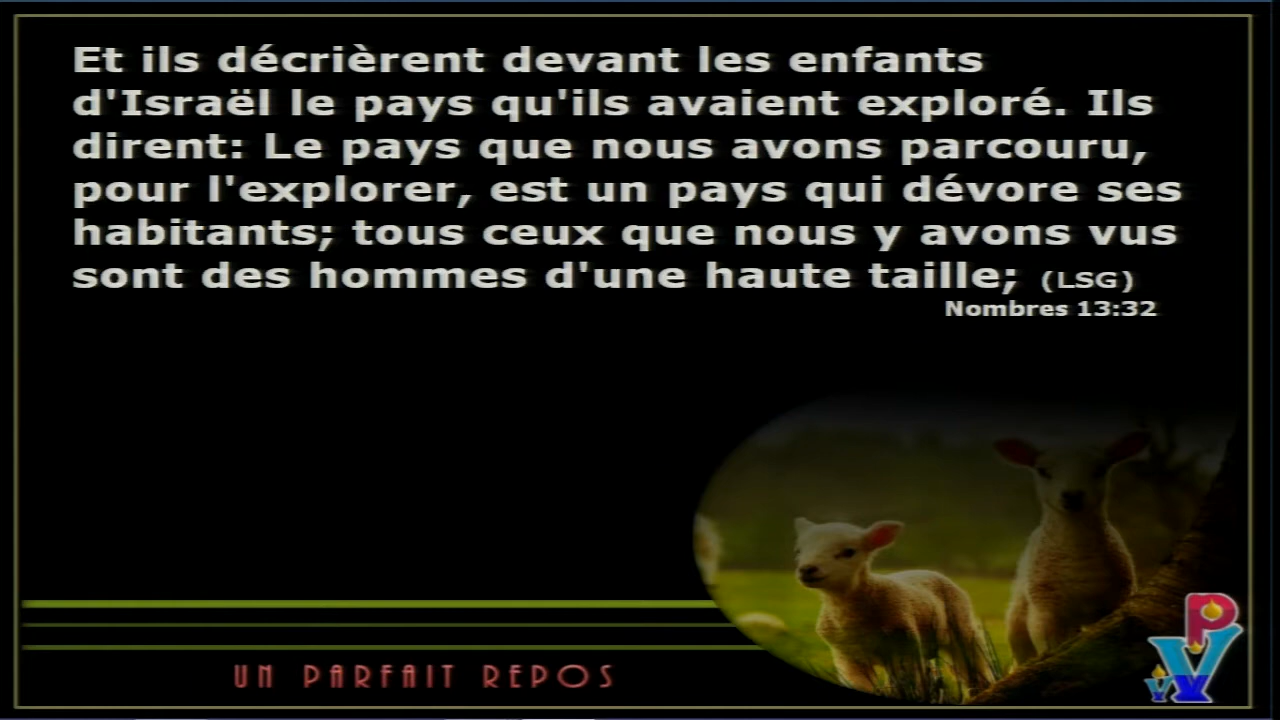 Et ils décrièrent devant les enfants
d'Israël le pays qu'ils avaient exploré. Ils
dirent: Le pays que nous avons parcouru,
pour l'explorer, est un pays qui dévore ses
habitants; tous ceux que nous y avons vus
sont des hommes d'une haute taille; (LSG)
Nombres 13:32
UN PARFAIT REPOS
P
V
V
V